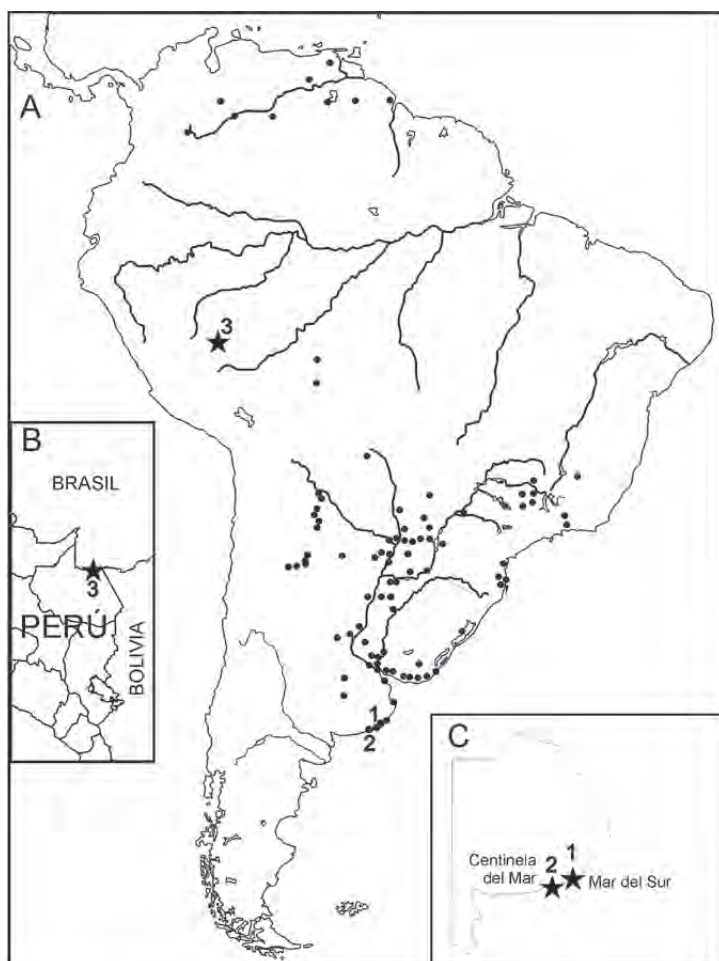 A
3
B
BRASIL
3
PERÚ
BOLIVIA
1
2
C
1
Centinela
2
del Mar
Mar del Sur